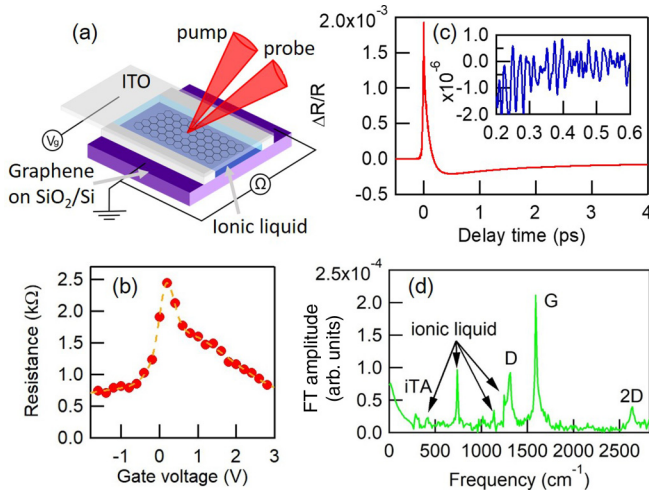 (a)
pump
probe
ITO
Vg
Ω
Graphene
on SiO2/Si
Ionic liquid
(b)
Resistance (kΩ)
2.5
2.0
1.5
1.0
0.5
0.0
-1 0 1 2 3
Gate voltage (V)
(c)
ΔR/R
2.0x10⁻³
1.5
1.0
0.5
0.0
-0.5
0 1 2 3 4
Delay time (ps)
x10⁻⁶
1.0
0.0
-1.0
-2.0
0.2 0.3 0.4 0.5 0.6
(d)
FT amplitude
(arb. units)
2.5x10⁻⁴
2.0
1.5
1.0
0.5
0.0
ionic liquid
iTA
D
G
2D
0 500 1000 1500 2000 2500
Frequency (cm⁻¹)